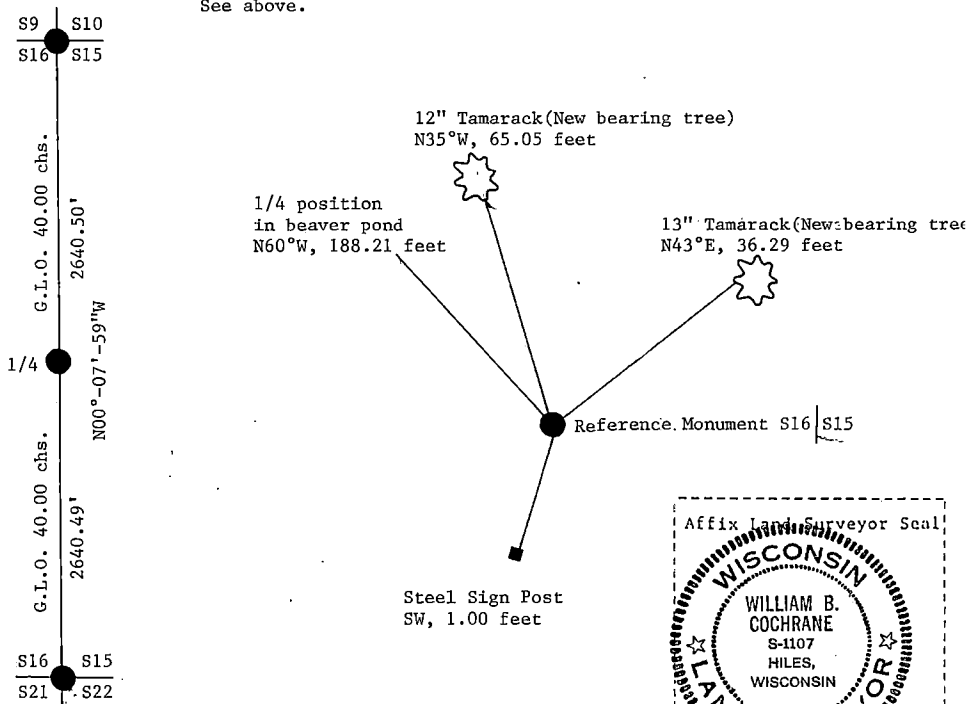 See above.
S9 S10
S16 S15
G.L.O. 40.00 chs.
2640.50'
12" Tamarack(New bearing tree)
N35°W, 65.05 feet
1/4 position
in beaver pond
N60°W, 188.21 feet
13" Tamarack(New bearing tree
N43°E, 36.29 feet
1/4
N00°-07'-59"W
Reference Monument S16 S15
G.L.O. 40.00 chs.
2640.49'
Steel Sign Post
SW, 1.00 feet
S16 S15
S21 S22
Affix Land Surveyor Seal
WISCONSIN
WILLIAM B.
COCHRANE
S-1107
HILES,
WISCONSIN